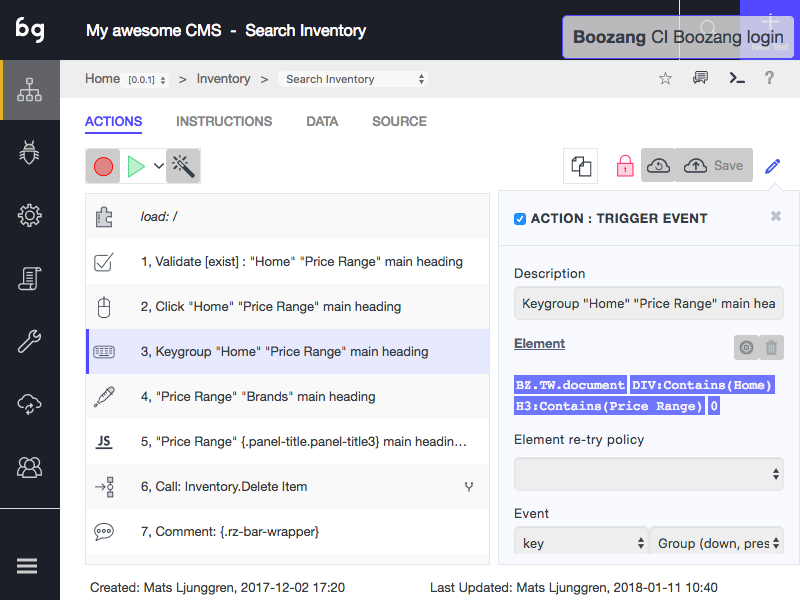 bg
My awesome CMS - Search Inventory
Boozang CI Boozang login
New Test
Home [0.0.1] > Inventory > Search Inventory
ACTIONS INSTRUCTIONS DATA SOURCE
Save
load: /
1, Validate [exist] : "Home" "Price Range" main heading
2, Click "Home" "Price Range" main heading
3, Keygroup "Home" "Price Range" main heading
4, "Price Range" "Brands" main heading
JS 5, "Price Range" {.panel-title.panel-title3} main headin...
6, Call: Inventory.Delete Item
7, Comment: {.rz-bar-wrapper}
ACTION : TRIGGER EVENT
Description
Keygroup "Home" "Price Range" main hea
Element
BZ.TW.document DIV:Contains(Home)
H3:Contains(Price Range) 0
Element re-try policy
Event
key Group (down, pres
Created: Mats Ljunggren, 2017-12-02 17:20 Last Updated: Mats Ljunggren, 2018-01-11 10:40